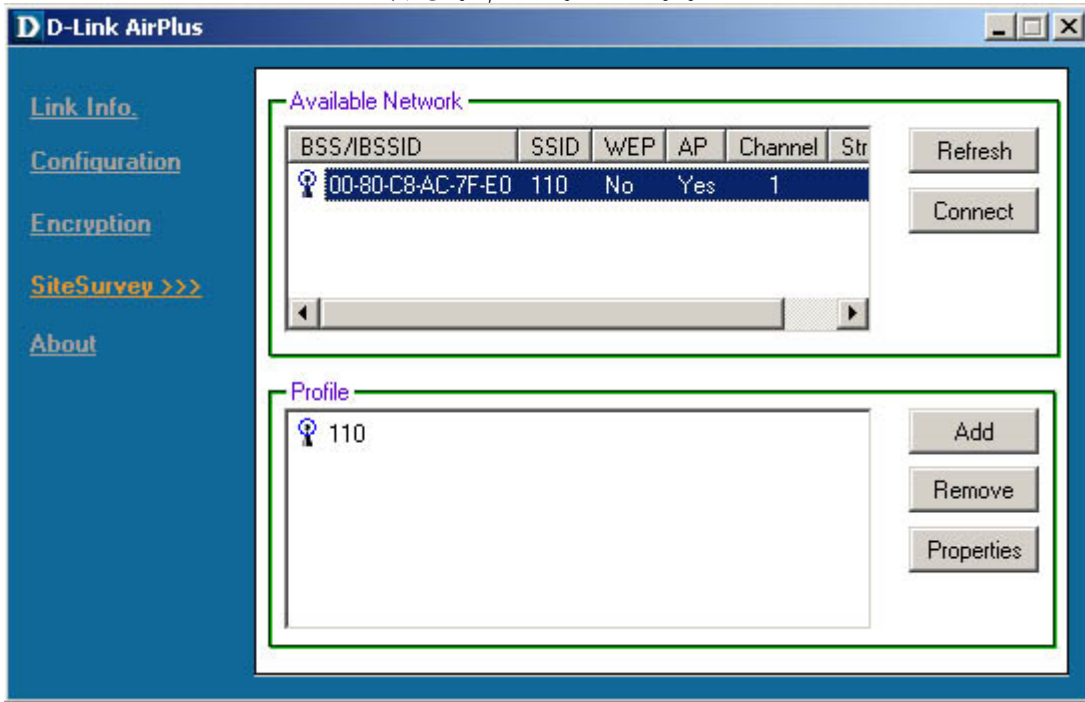 D D-Link AirPlus
Link Info.
Configuration
Encryption
SiteSurvey >>>
About
Available Network
BSS/IBSSID SSID WEP AP Channel Str
00-80-C8-AC-7F-E0 110 No Yes 1
Refresh
Connect
Profile
110
Add
Remove
Properties